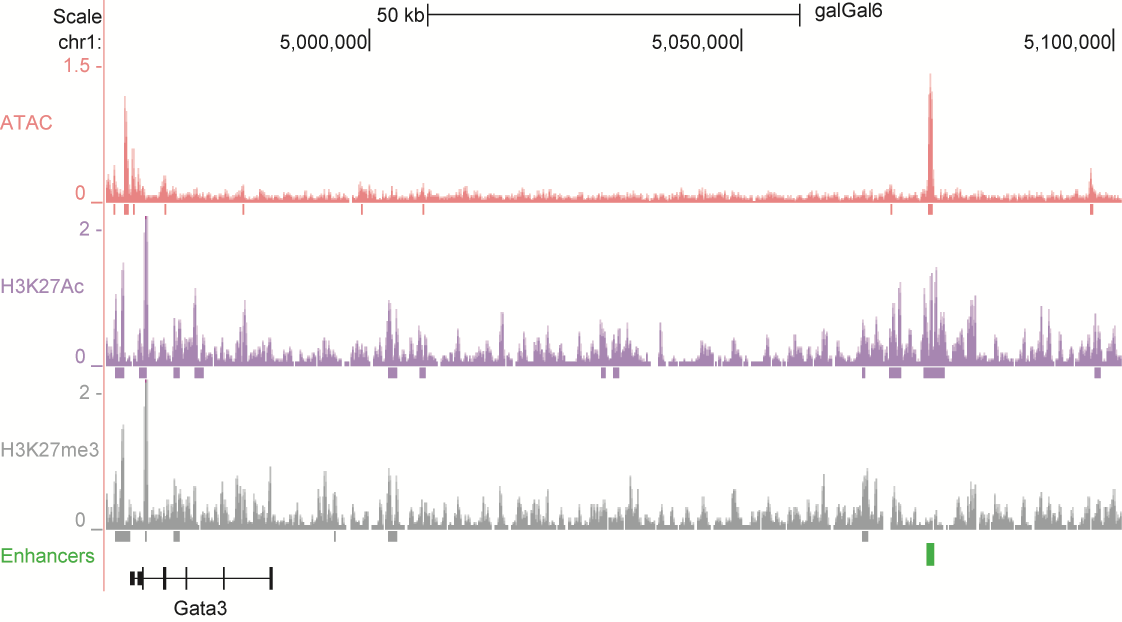 Scale 50 kb galGal6
chr1: 5,000,000 5,050,000 5,100,000
1.5
ATAC
0
2
H3K27Ac
0
2
H3K27me3
0
Enhancers
Gata3